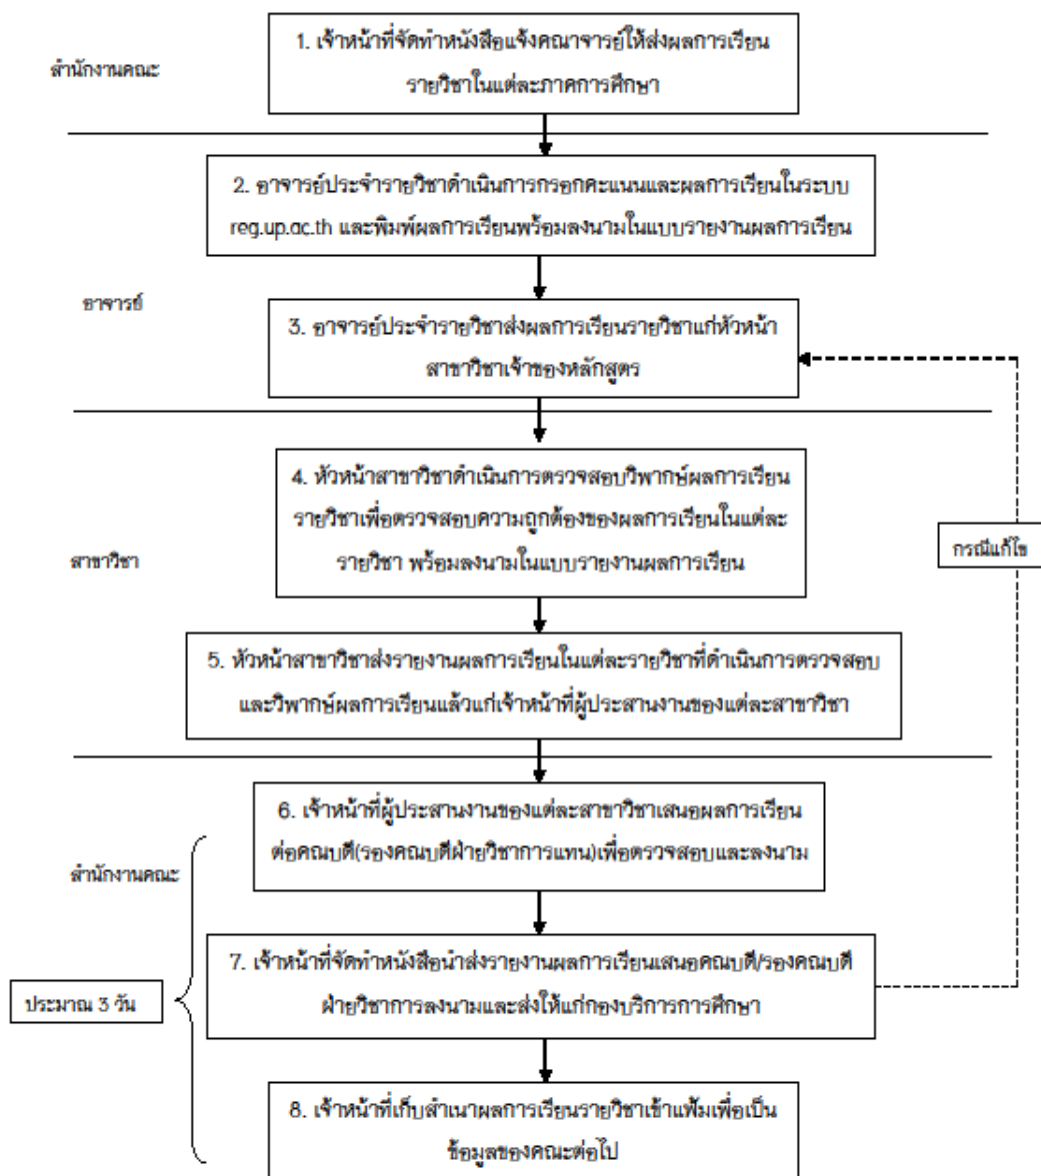 1. เจ้าหน้าที่จัดทำหนังสือแจ้งคณาจารย์ให้ส่งผลการเรียน
รายวิชาในแต่ละภาคการศึกษา
สำนักงานคณะ
2. อาจารย์ประจำรายวิชาดำเนินการกรอกคะแนนและผลการเรียนในระบบ
reg.up.ac.th และพิมพ์ผลการเรียนพร้อมลงนามในแบบรายงานผลการเรียน
อาจารย์
3. อาจารย์ประจำรายวิชาส่งผลการเรียนรายวิชาแก่หัวหน้า
สาขาวิชาเจ้าของหลักสูตร
4. หัวหน้าสาขาวิชาดำเนินการตรวจสอบวิพากษ์ผลการเรียน
รายวิชาเพื่อตรวจสอบความถูกต้องของผลการเรียนในแต่ละ
รายวิชา พร้อมลงนามในแบบรายงานผลการเรียน
กรณีแก้ไข
สาขาวิชา
5. หัวหน้าสาขาวิชาส่งรายงานผลการเรียนในแต่ละรายวิชาที่ดำเนินการตรวจสอบ
และวิพากษ์ผลการเรียนแล้วแก่เจ้าหน้าที่ผู้ประสานงานของแต่ละสาขาวิชา
6. เจ้าหน้าที่ผู้ประสานงานของแต่ละสาขาวิชาเสนอผลการเรียน
ต่อคณบดี(รองคณบดีฝ่ายวิชาการแทน)เพื่อตรวจสอบและลงนาม
สำนักงานคณะ
7. เจ้าหน้าที่จัดทำหนังสือนำส่งรายงานผลการเรียนเสนอคณบดี/รองคณบดี
ฝ่ายวิชาการลงนามและส่งให้แก่กองบริการการศึกษา
ประมาณ 3 วัน
8. เจ้าหน้าที่เก็บสำเนาผลการเรียนรายวิชาเข้าแฟ้มเพื่อเป็น
ข้อมูลของคณะต่อไป